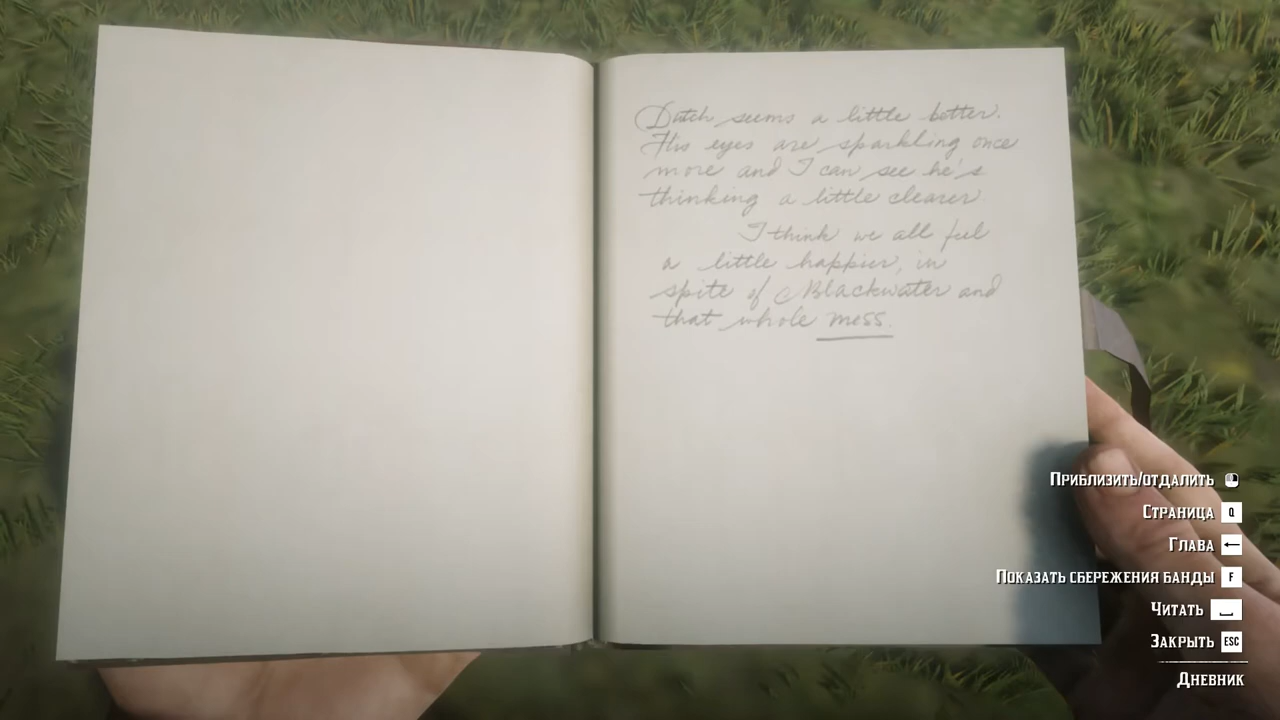 Dutch seems a little better.
His eyes are sparkling once
more and I can see he's
thinking a little clearer
I think we all feel
a little happier, in
spite of Blackwater and
that whole mess.
Приблизить/отдалить
Страница Q
Глава ←
Показать сбережения банды F
Читать
Закрыть ESC
Дневник